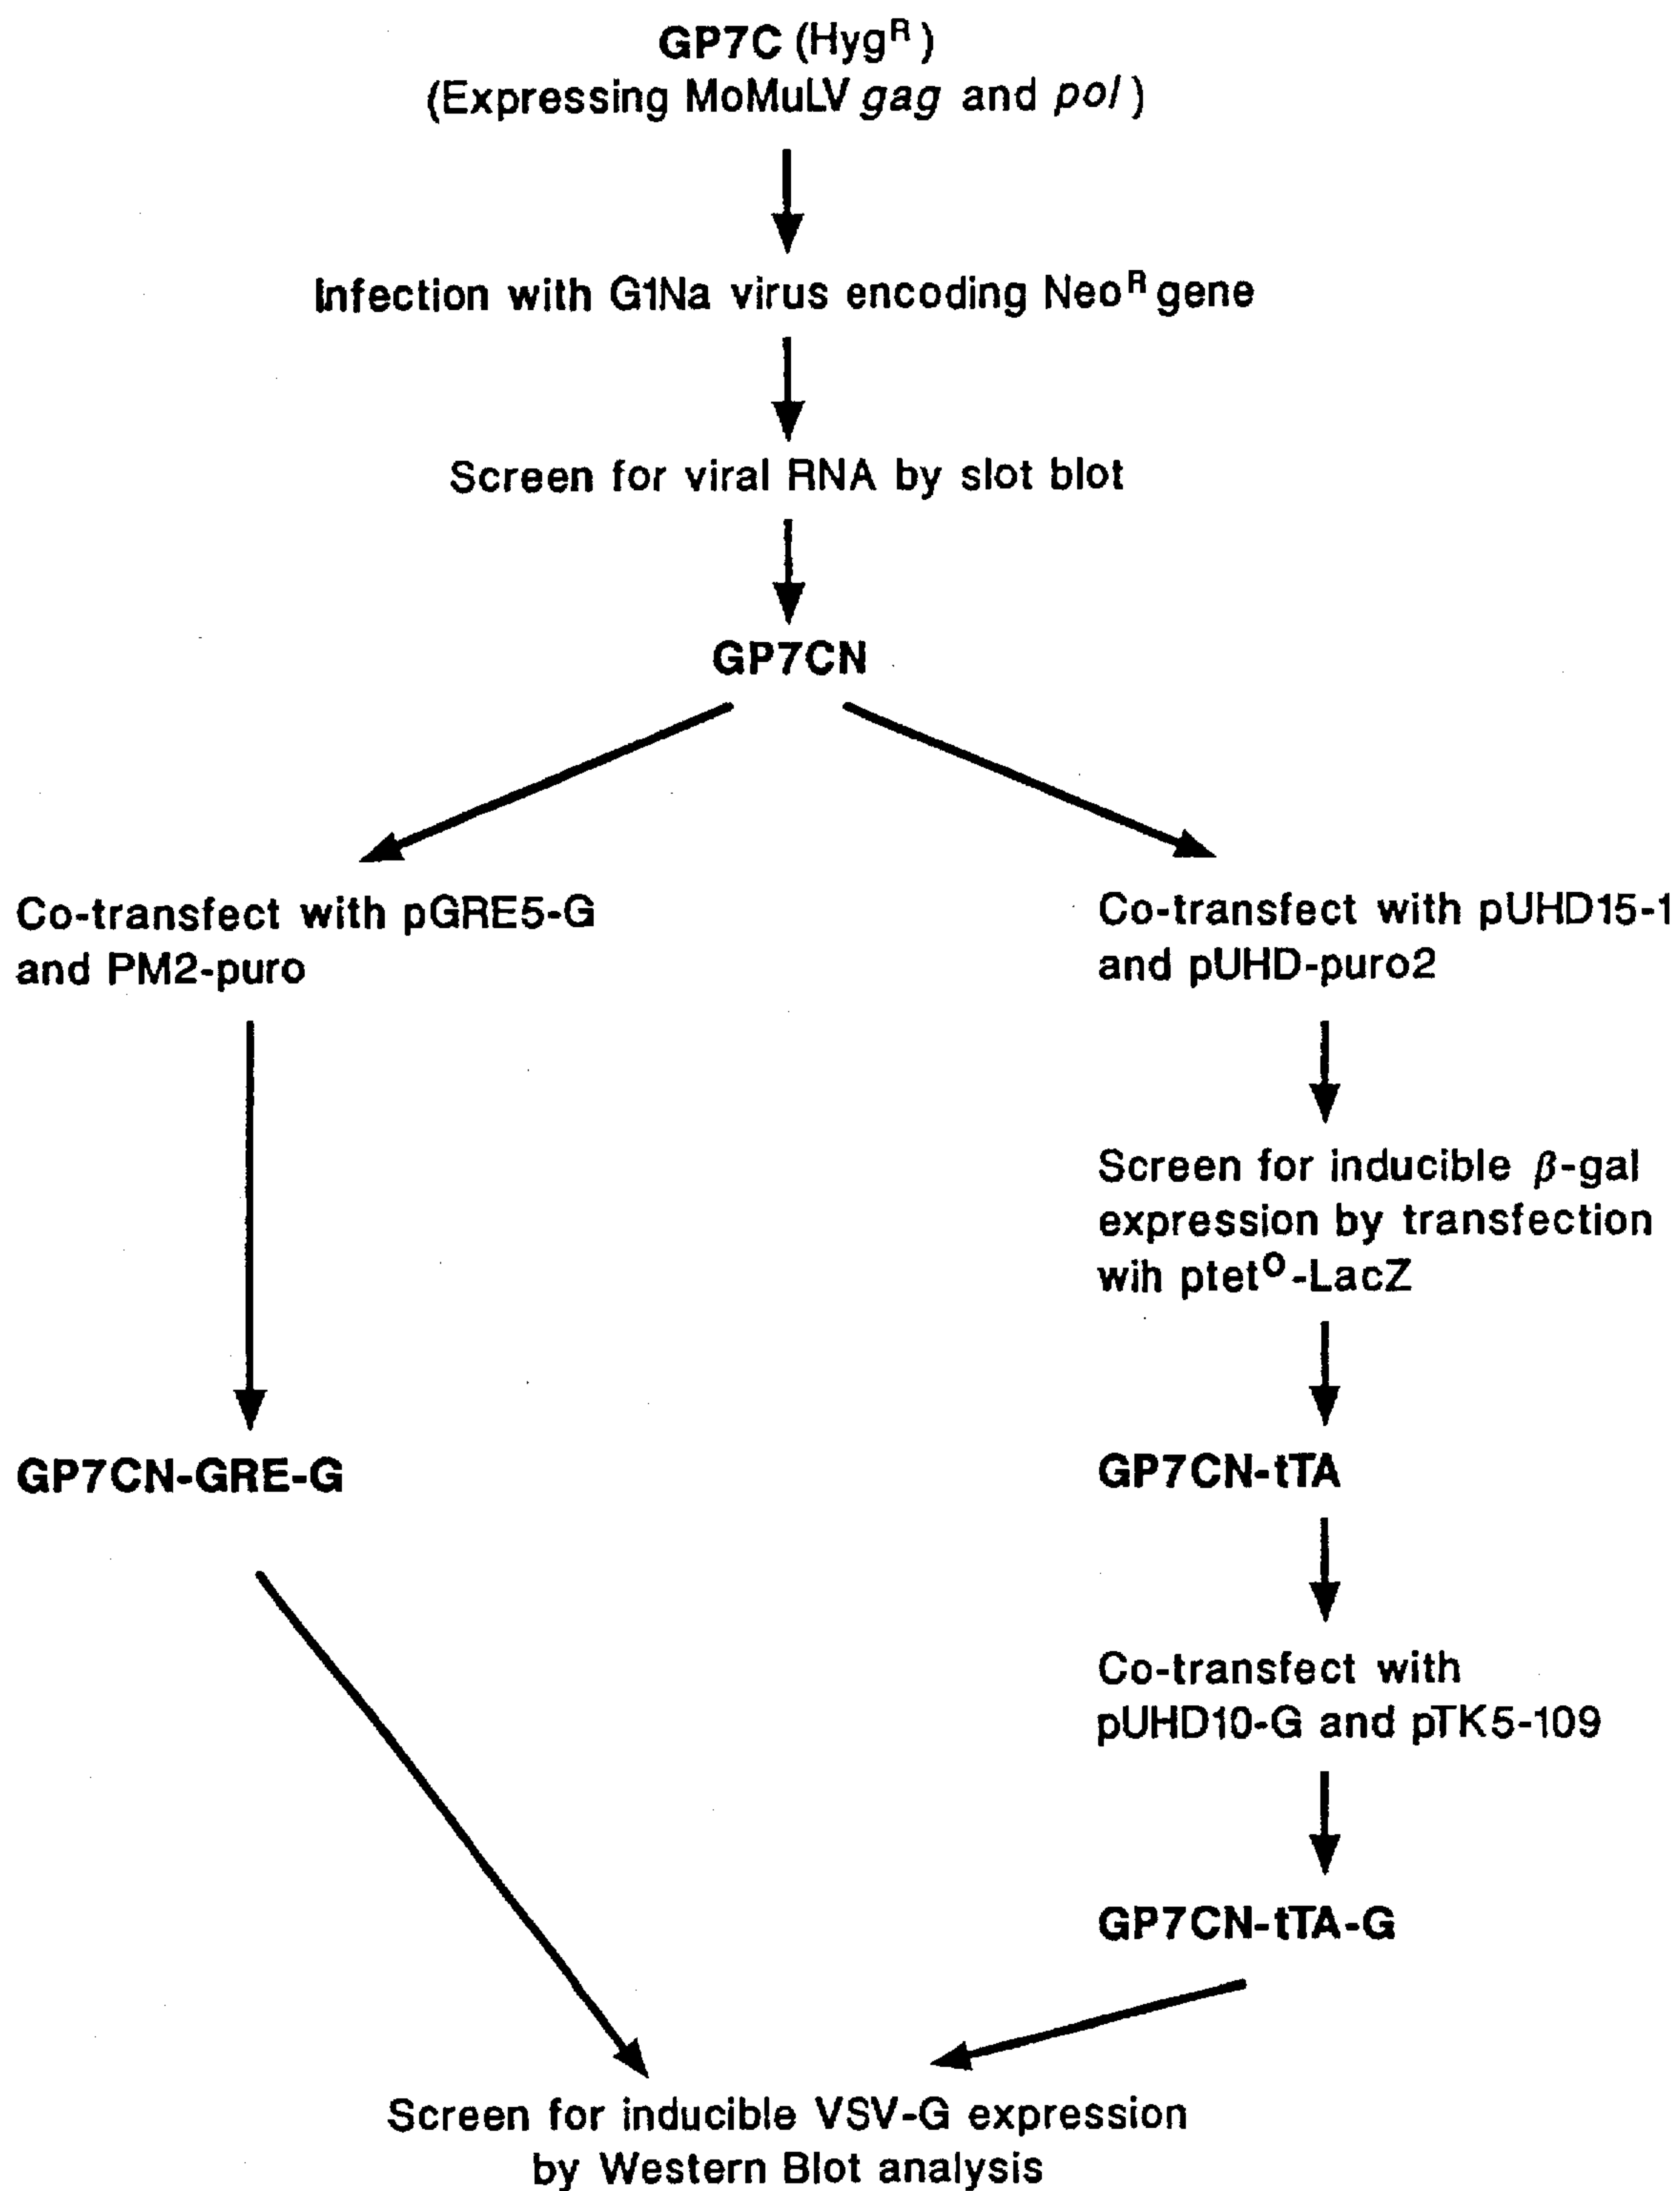 GP7C (Hyg^R)
(Expressing MoMuLV gag and pol)
Infection with G1Na virus encoding Neo^R gene
Screen for viral RNA by slot blot
GP7CN
Co-transfect with pGRE5-G
and PM2-puro
GP7CN-GRE-G
Co-transfect with pUHD15-1
and pUHD-puro2
Screen for inducible β-gal
expression by transfection
wih ptet^O-LacZ
GP7CN-tTA
Co-transfect with
pUHD10-G and pTK5-109
GP7CN-tTA-G
Screen for inducible VSV-G expression
by Western Blot analysis